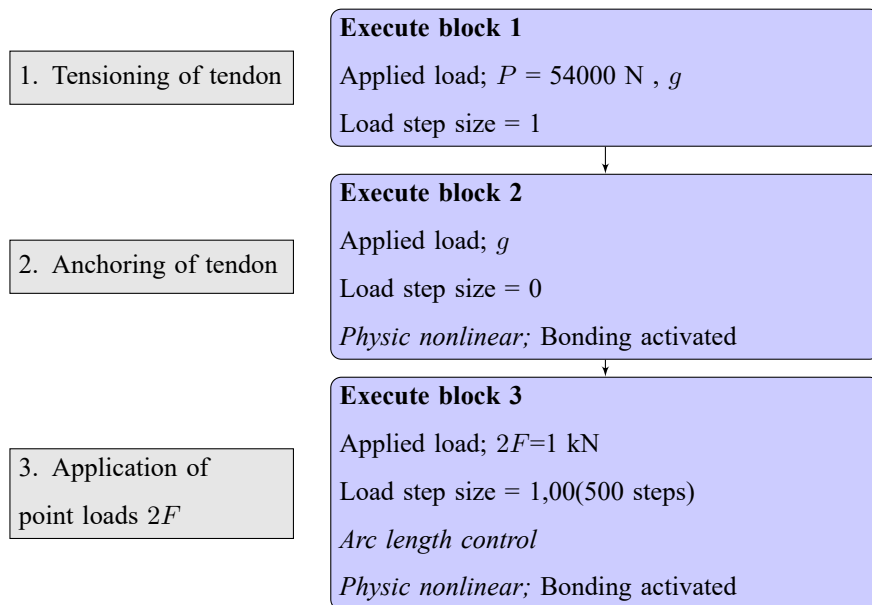 1. Tensioning of tendon
Execute block 1
Applied load; P = 54000 N , g
Load step size = 1
2. Anchoring of tendon
Execute block 2
Applied load; g
Load step size = 0
Physic nonlinear; Bonding activated
3. Application of
point loads 2F
Execute block 3
Applied load; 2F=1 kN
Load step size = 1,00(500 steps)
Arc length control
Physic nonlinear; Bonding activated